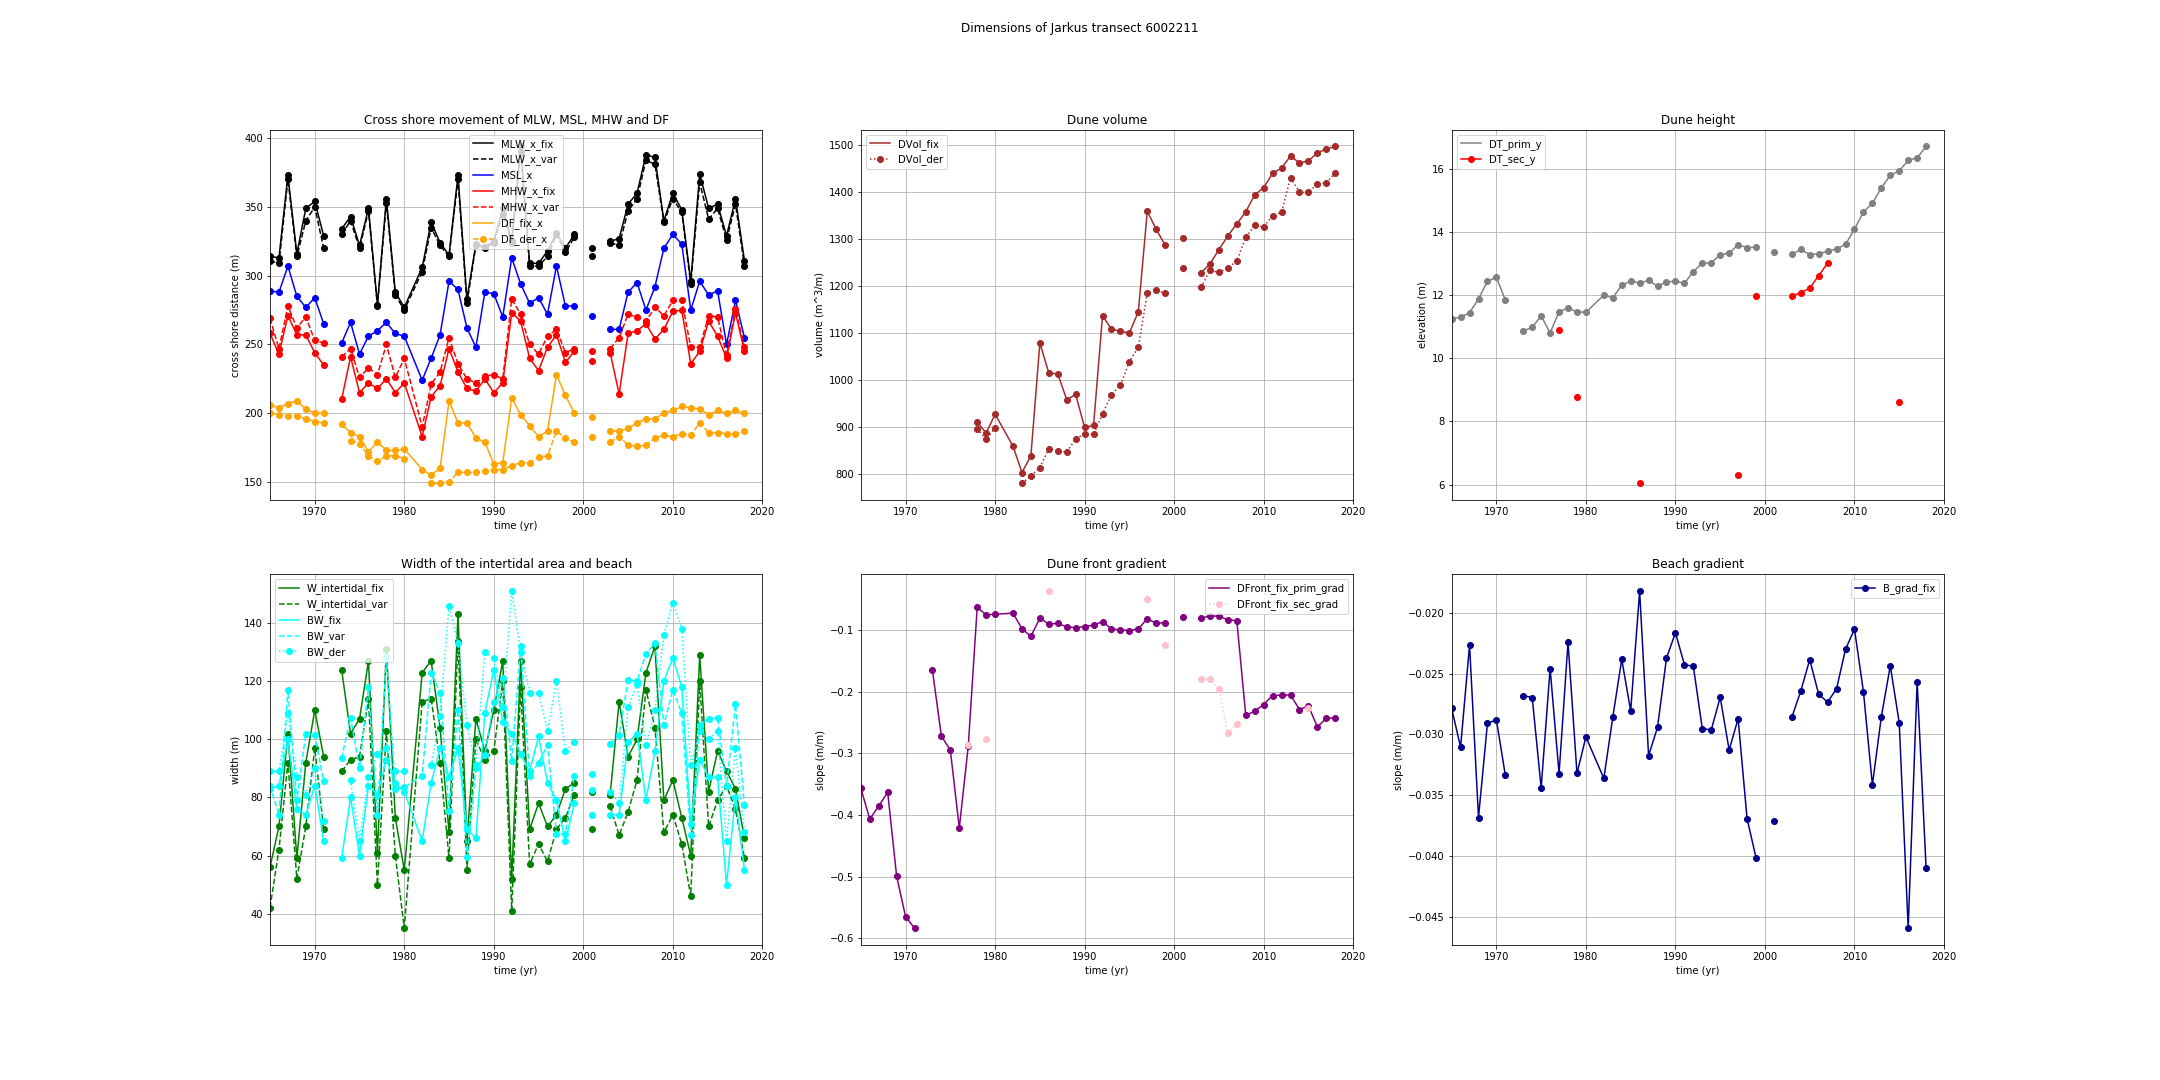 Dimensions of Jarkus transect 6002211
Cross shore movement of MLW, MSL, MHW and DF
cross shore distance (m)
400
350
300
250
200
150
MLW_x_fix
MLW_x_var
MSL_x
MHW_x_fix
MHW_x_var
DF_fix_x
DF_der_x
1970 1980 1990 2000 2010 2020
time (yr)
Dune volume
volume (m^3/m)
1500
1400
1300
1200
1100
1000
900
800
DVol_fix
DVol_der
1970 1980 1990 2000 2010 2020
time (yr)
Dune height
elevation (m)
16
14
12
10
8
6
DT_prim_y
DT_sec_y
1970 1980 1990 2000 2010 2020
time (yr)
Width of the intertidal area and beach
width (m)
140
120
100
80
60
40
W_intertidal_fix
W_intertidal_var
BW_fix
BW_var
BW_der
1970 1980 1990 2000 2010 2020
time (yr)
Dune front gradient
slope (m/m)
−0.1
−0.2
−0.3
−0.4
−0.5
−0.6
DFront_fix_prim_grad
DFront_fix_sec_grad
1970 1980 1990 2000 2010 2020
time (yr)
Beach gradient
slope (m/m)
−0.020
−0.025
−0.030
−0.035
−0.040
−0.045
B_grad_fix
1970 1980 1990 2000 2010 2020
time (yr)